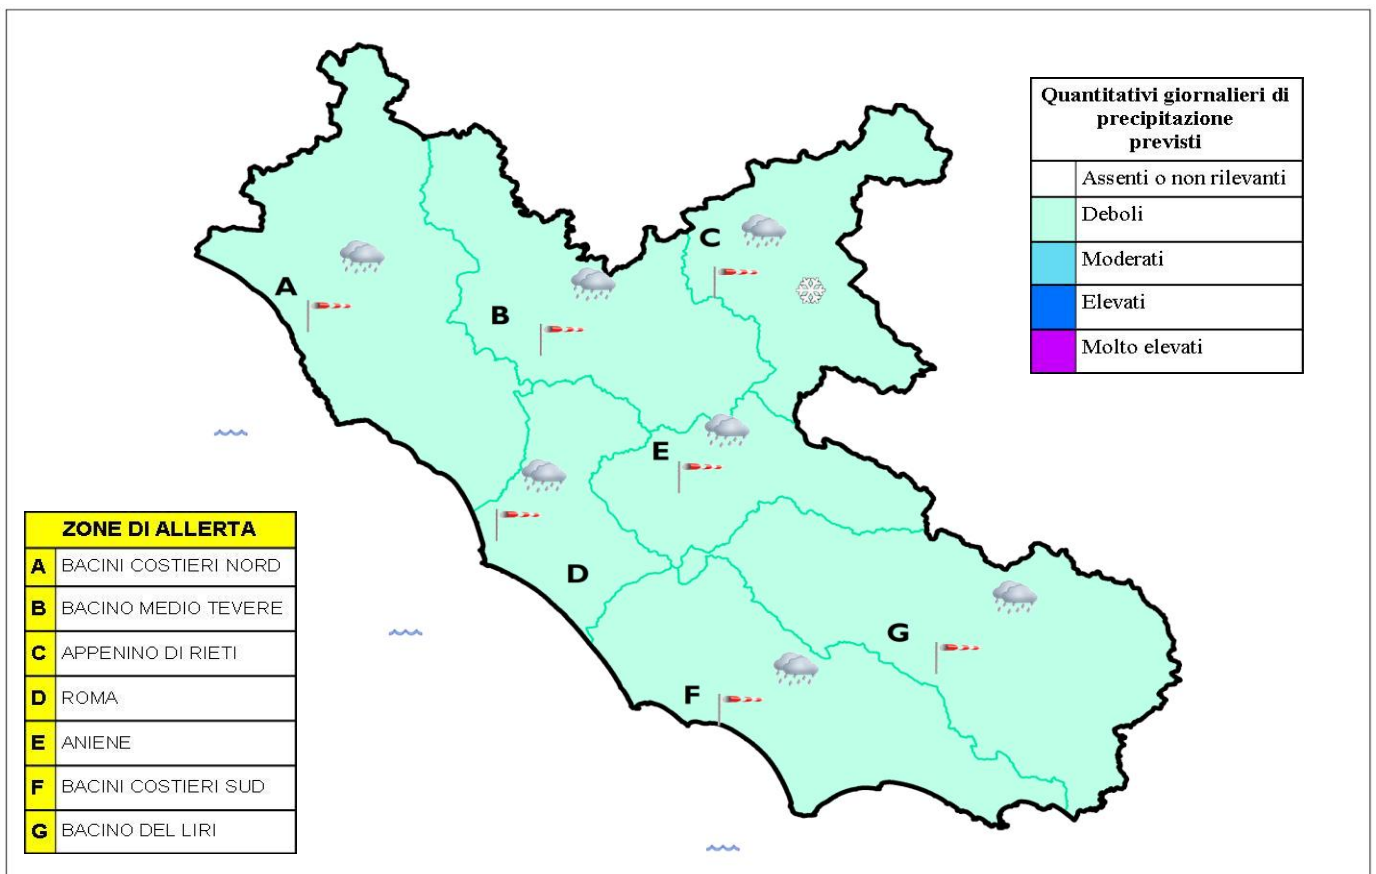 Quantitativi giornalieri di
precipitazione
previsti
Assenti o non rilevanti
Deboli
Moderati
Elevati
Molto elevati
C
A
B
E
D
G
F
ZONE DI ALLERTA
A BACINI COSTIERI NORD
B BACINO MEDIO TEVERE
C APPENINO DI RIETI
D ROMA
E ANIENE
F BACINI COSTIERI SUD
G BACINO DEL LIRI